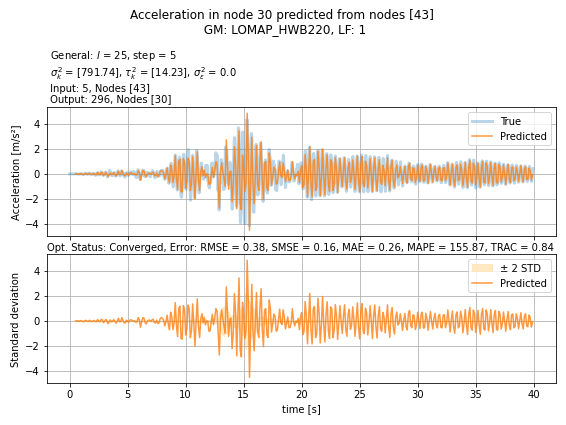 Acceleration in node 30 predicted from nodes [43]
GM: LOMAP_HWB220, LF: 1
General: l = 25, step = 5
σ²ₖ = [791.74], τ²ₖ = [14.23], σ²ε = 0.0
Input: 5, Nodes [43]
Output: 296, Nodes [30]
Acceleration [m/s²]
4
2
0
−2
−4
True
Predicted
Opt. Status: Converged, Error: RMSE = 0.38, SMSE = 0.16, MAE = 0.26, MAPE = 155.87, TRAC = 0.84
Standard deviation
4
2
0
−2
−4
± 2 STD
Predicted
0 5 10 15 20 25 30 35 40
time [s]